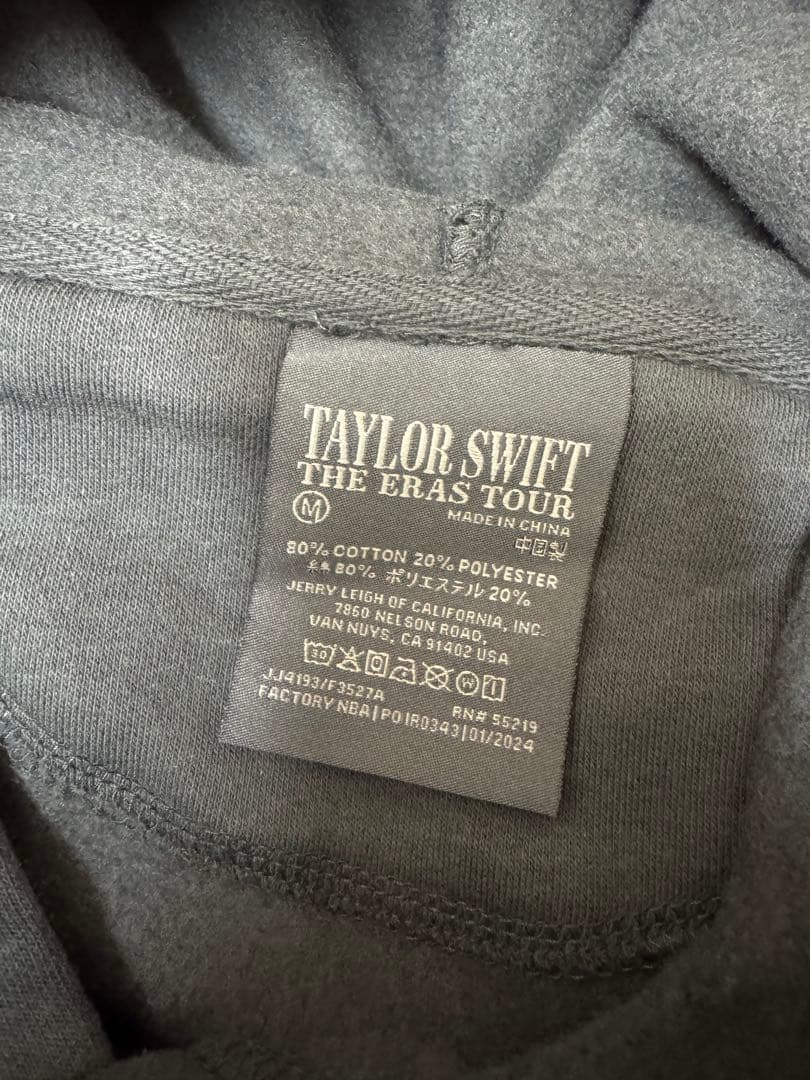 TAYLOR SWIFT
THE ERAS TOUR
M
MADE IN CHINA
中国製
80% COTTON 20% POLYESTER
綿 80% ポリエステル 20%
JERRY LEIGH OF CALIFORNIA, INC.
7860 NELSON ROAD,
VAN NUYS, CA 91402 USA
30 W
JJ4193/F3527A RN# 55219
FACTORY NBA|PO IR0343|01/2024